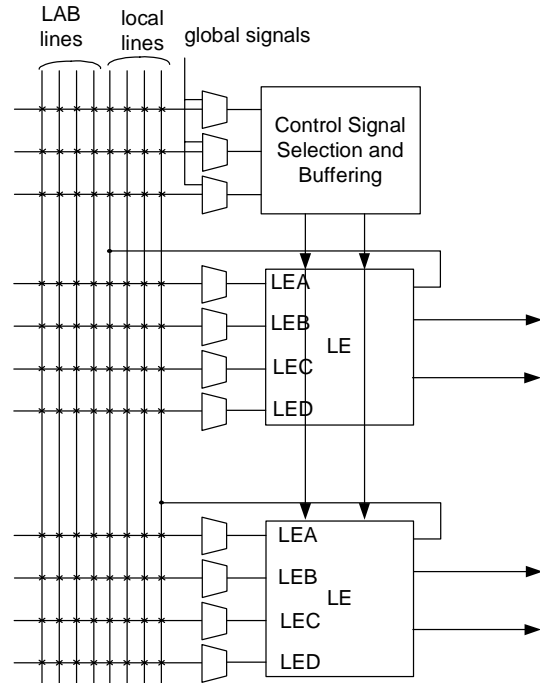 LAB
lines
local
lines
global signals
Control Signal
Selection and
Buffering
LEA
LEB
LE
LEC
LED
LEA
LEB
LE
LEC
LED